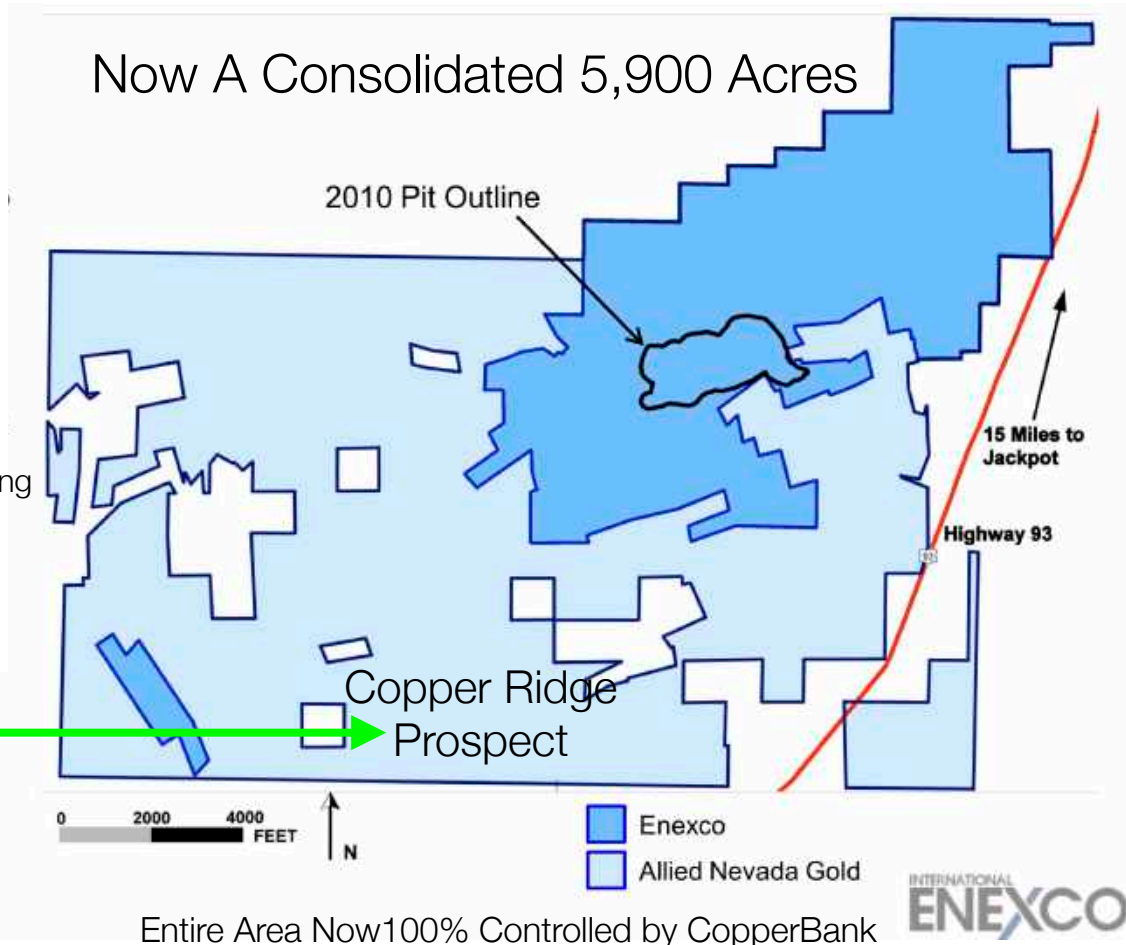 Now A Consolidated 5,900 Acres
2010 Pit Outline
15 Miles to
Jackpot
ng
Highway 93
93
Copper Ridge
Prospect
0 2000 4000
FEET
N
Enexco
Allied Nevada Gold
INTERNATIONAL
ENEXCO
Entire Area Now100% Controlled by CopperBank